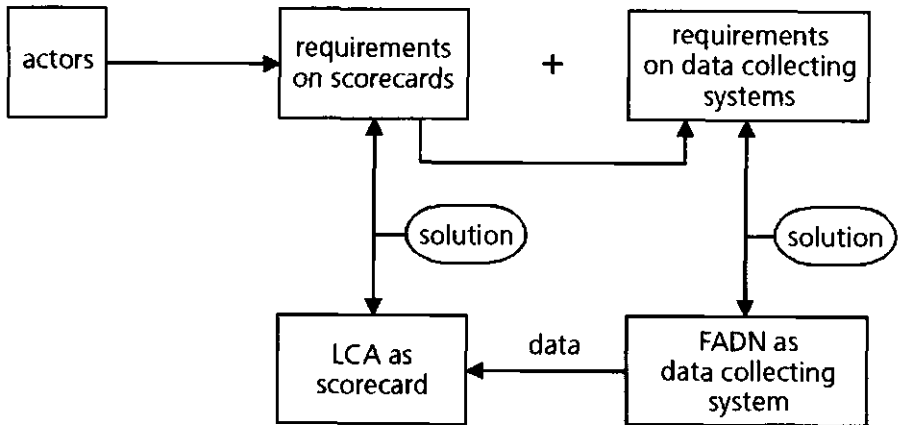 actors
requirements
on scorecards
+
requirements
on data collecting
systems
solution
solution
LCA as
scorecard
data
FADN as
data collecting
system